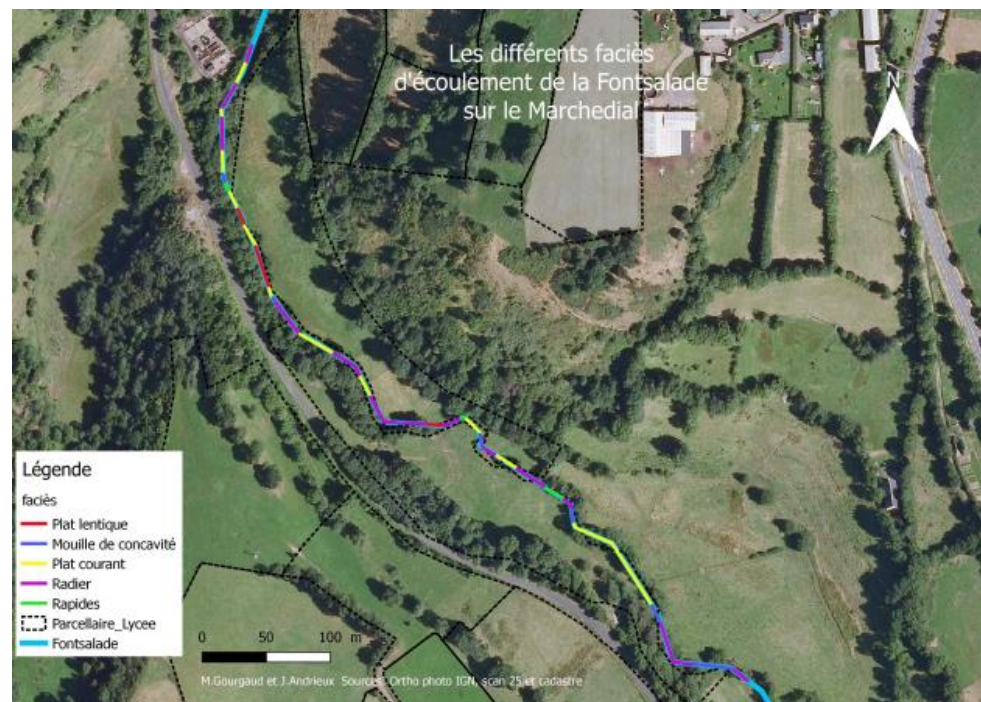 Les différents faciès
d'écoulement de la Fontsalade
sur le Marchedial
N
Légende
faciès
Plat lentique
Mouille de concavité
Plat courant
Radier
Rapides
Parcellaire_Lycee
Fontsalade
0 50 100 m
M.Gourgaud et J.Andrieux Sources: Ortho photo IGN, scan 25 et cadastre